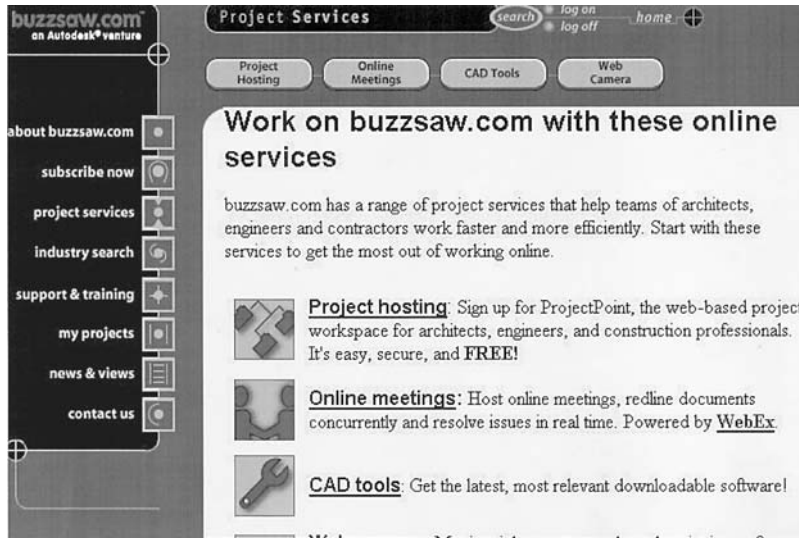 buzzsaw.com™
an Autodesk® venture
Project Services
search
log on
log off
home
Project
Hosting
Online
Meetings
CAD Tools
Web
Camera
about buzzsaw.com
subscribe now
project services
industry search
support & training
my projects
news & views
contact us
Work on buzzsaw.com with these online
services
buzzsaw.com has a range of project services that help teams of architects,
engineers and contractors work faster and more efficiently. Start with these
services to get the most out of working online.
Project hosting: Sign up for ProjectPoint, the web-based project
workspace for architects, engineers, and construction professionals.
It's easy, secure, and FREE!
Online meetings: Host online meetings, redline documents
concurrently and resolve issues in real time. Powered by WebEx.
CAD tools: Get the latest, most relevant downloadable software!